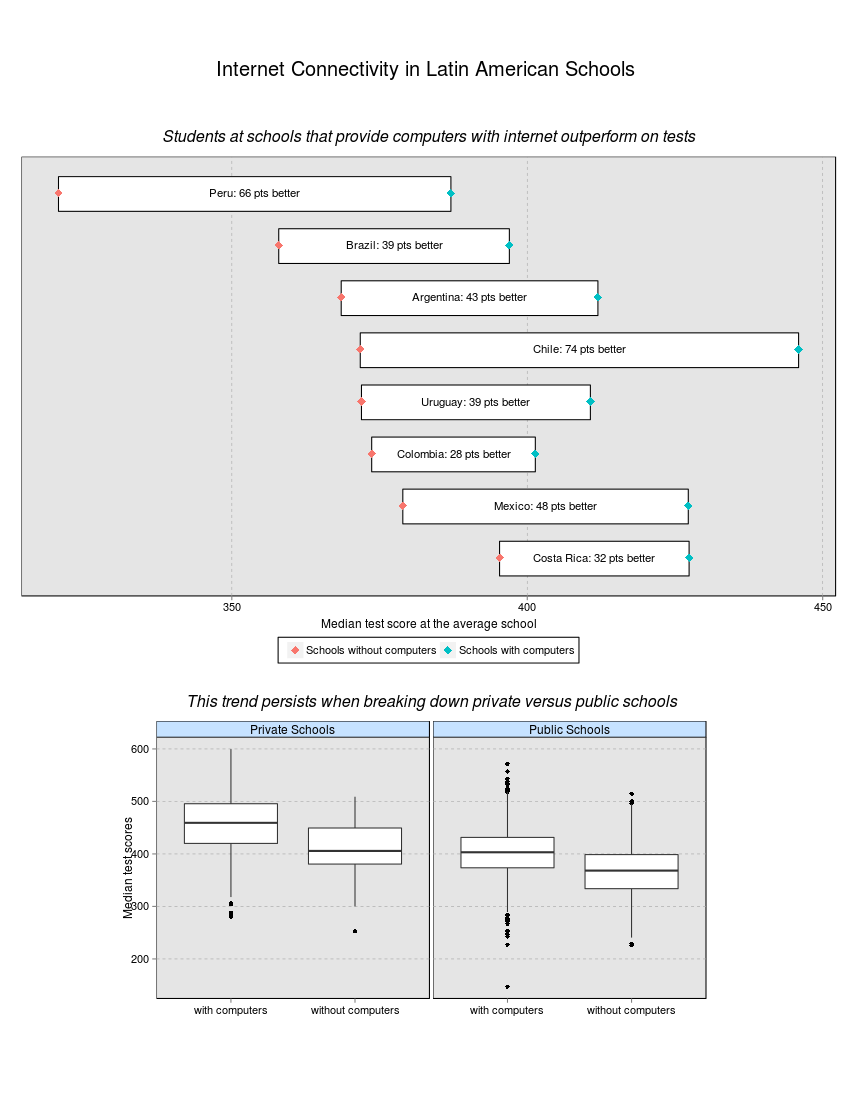 Internet Connectivity in Latin American Schools
Students at schools that provide computers with internet outperform on tests
Peru: 66 pts better
Brazil: 39 pts better
Argentina: 43 pts better
Chile: 74 pts better
Uruguay: 39 pts better
Colombia: 28 pts better
Mexico: 48 pts better
Costa Rica: 32 pts better
350 400 450
Median test score at the average school
Schools without computers Schools with computers
This trend persists when breaking down private versus public schools
Private Schools Public Schools
Median test scores
600
500
400
300
200
with computers without computers with computers without computers